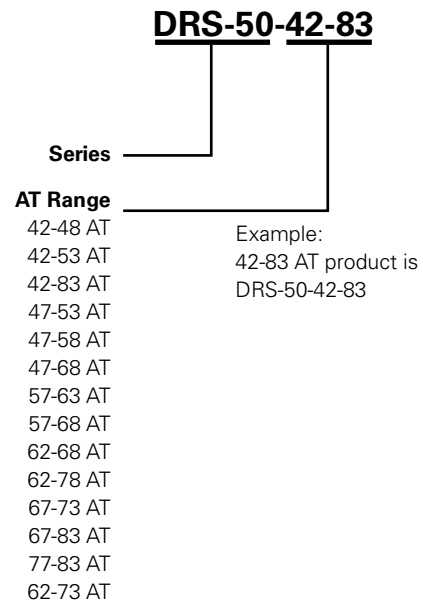 DRS-50-42-83
Series
AT Range
42-48 AT
42-53 AT
42-83 AT
47-53 AT
47-58 AT
47-68 AT
57-63 AT
57-68 AT
62-68 AT
62-78 AT
67-73 AT
67-83 AT
77-83 AT
62-73 AT
Example:
42-83 AT product is
DRS-50-42-83